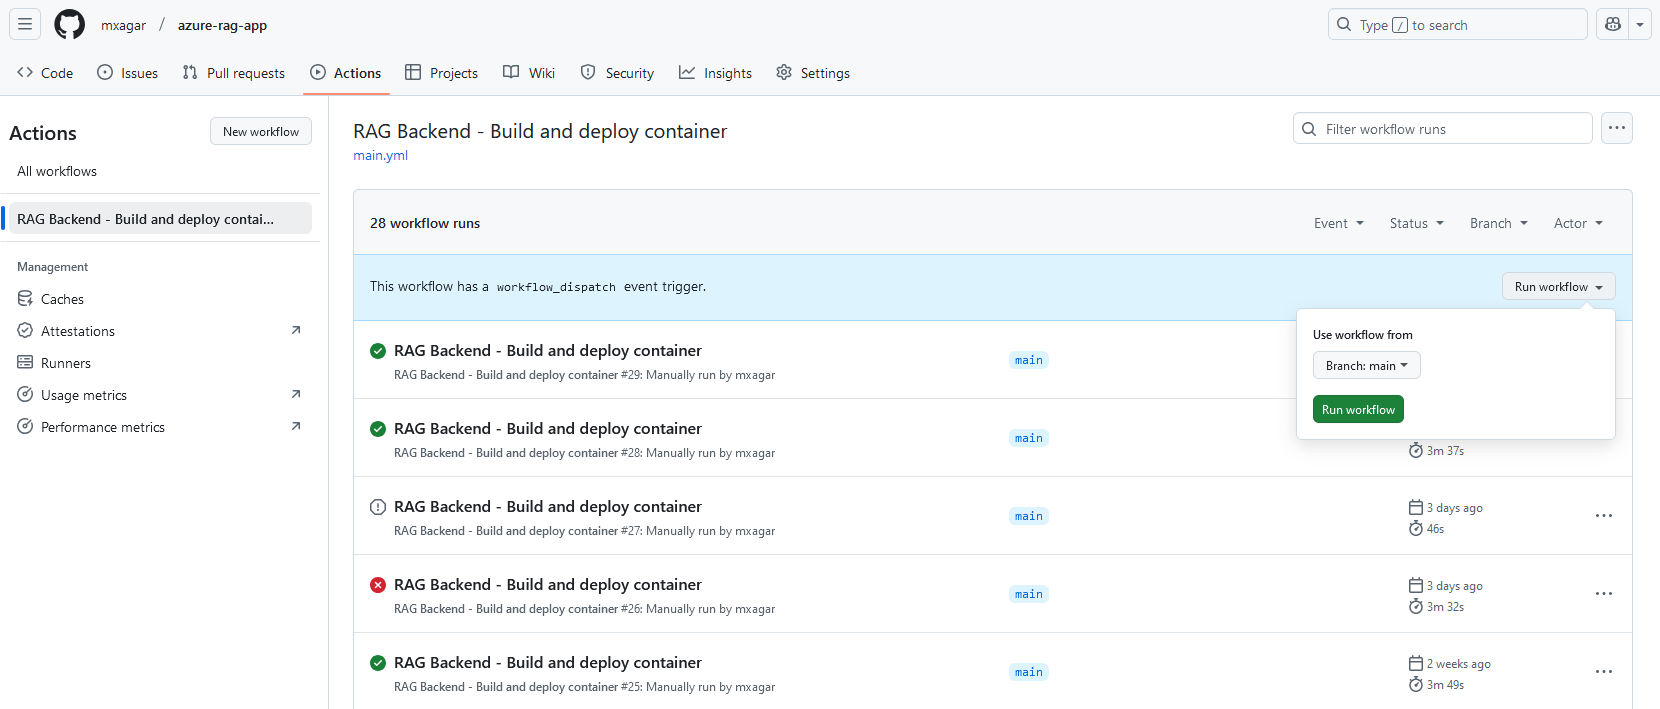 mxagar / azure-rag-app
Type / to search
Code Issues Pull requests Actions Projects Wiki Security Insights Settings
Actions
New workflow
All workflows
RAG Backend - Build and deploy contai...
Management
Caches
Attestations
Runners
Usage metrics
Performance metrics
RAG Backend - Build and deploy container
main.yml
Filter workflow runs
28 workflow runs
Event Status Branch Actor
This workflow has a workflow_dispatch event trigger.
Run workflow
Use workflow from
Branch: main
Run workflow
RAG Backend - Build and deploy container
RAG Backend - Build and deploy container #29: Manually run by mxagar
main
RAG Backend - Build and deploy container
RAG Backend - Build and deploy container #28: Manually run by mxagar
main
3m 37s
RAG Backend - Build and deploy container
RAG Backend - Build and deploy container #27: Manually run by mxagar
main
3 days ago
46s
RAG Backend - Build and deploy container
RAG Backend - Build and deploy container #26: Manually run by mxagar
main
3 days ago
3m 32s
RAG Backend - Build and deploy container
RAG Backend - Build and deploy container #25: Manually run by mxagar
main
2 weeks ago
3m 49s